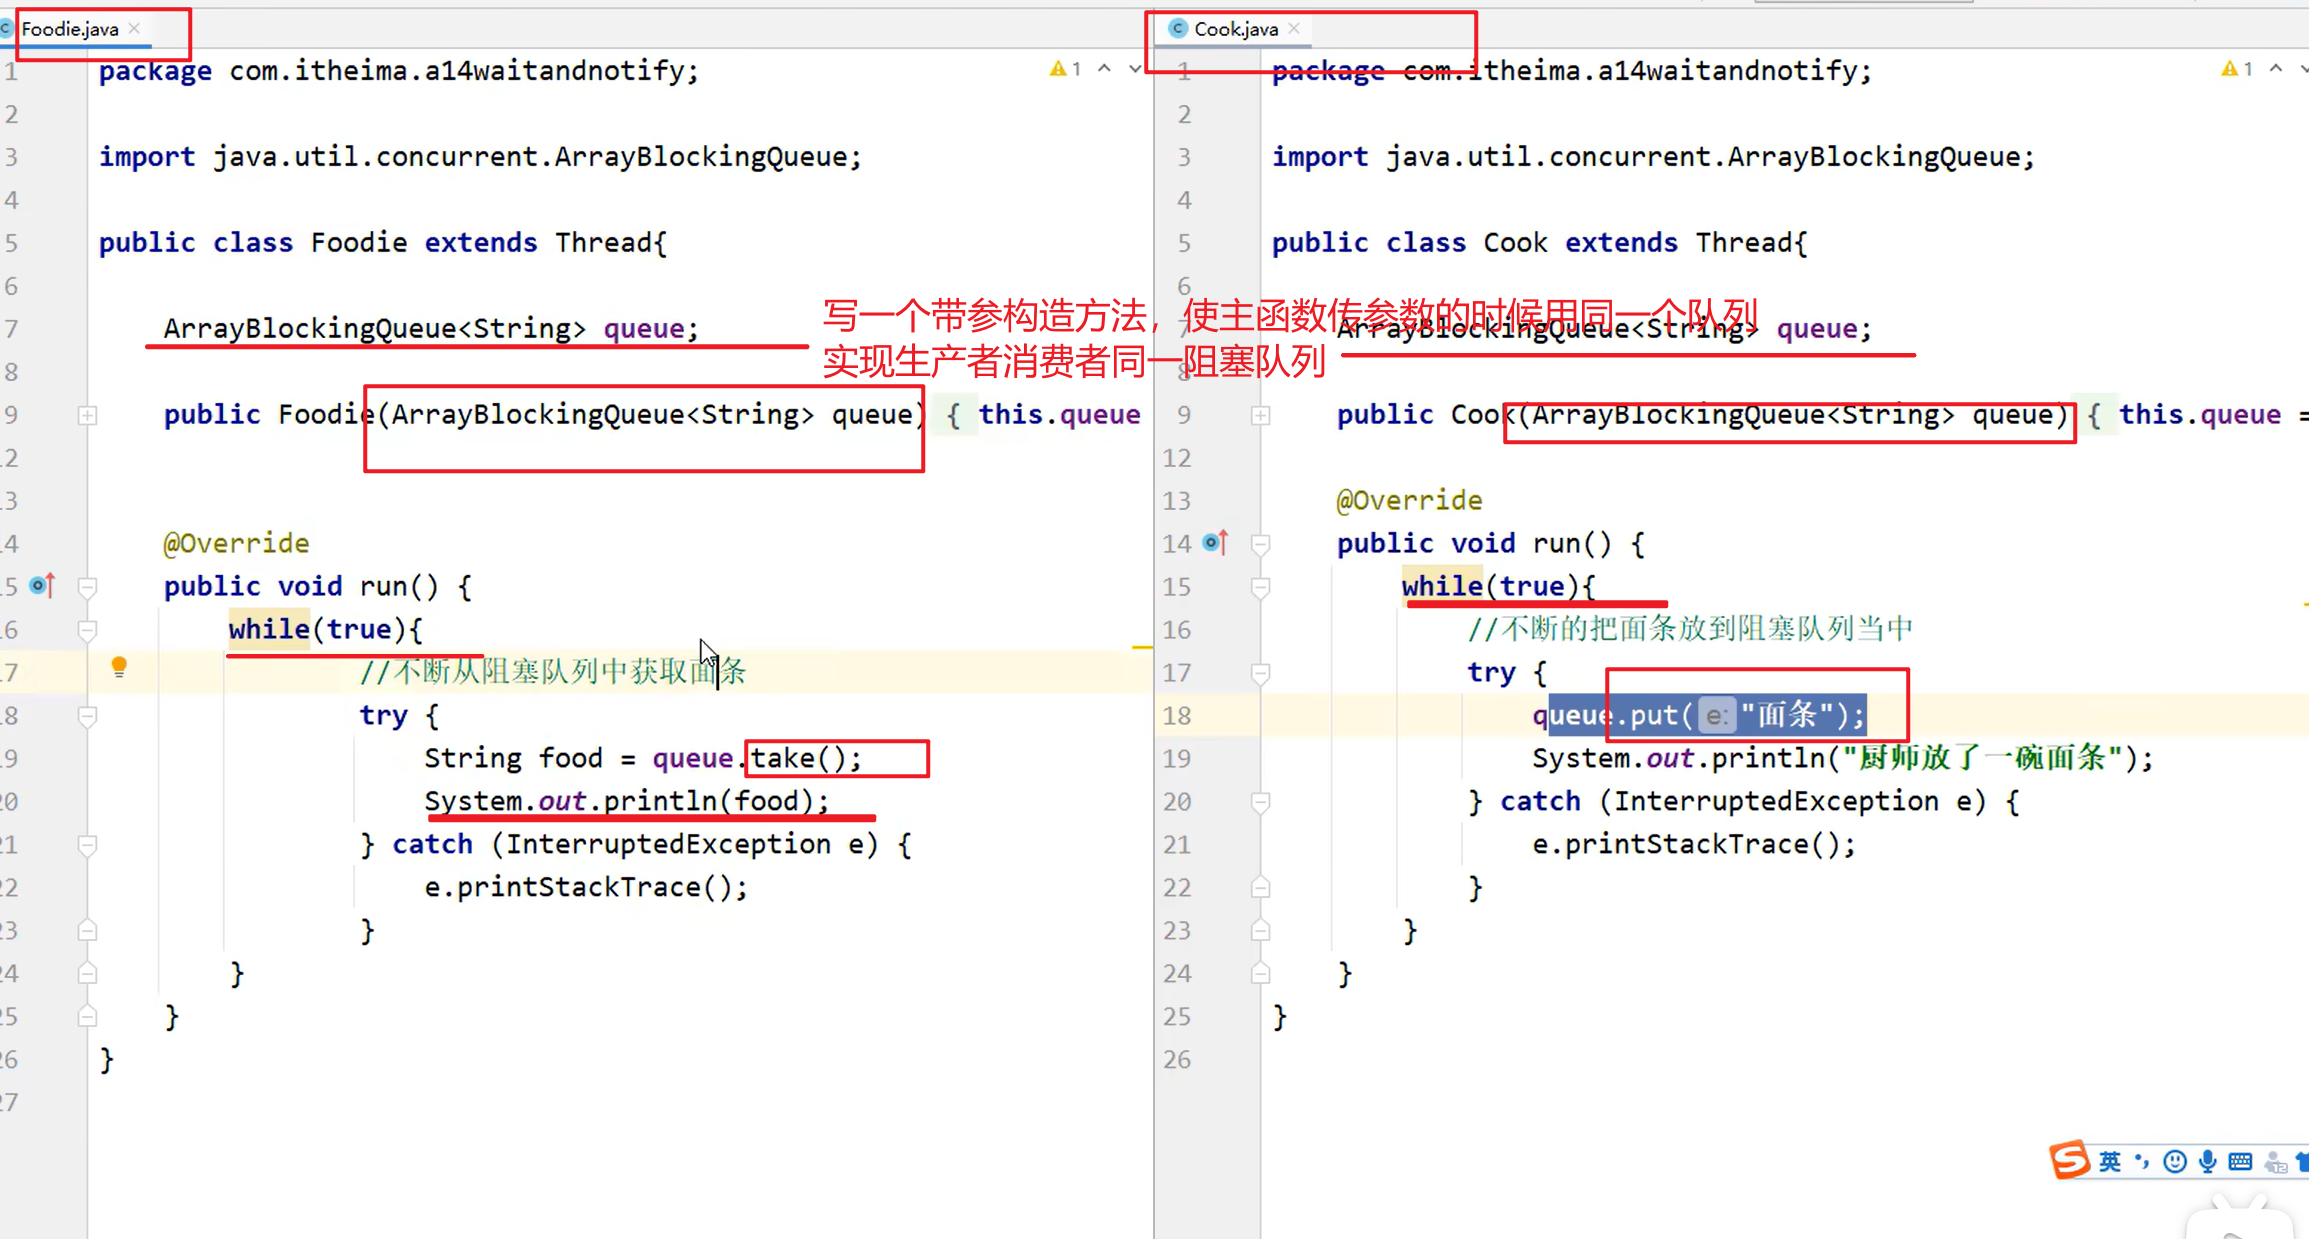 Foodie.java
1 package com.itheima.a14waitandnotify; 1
2
3 import java.util.concurrent.ArrayBlockingQueue;
4
5 public class Foodie extends Thread{
6
7 ArrayBlockingQueue<String> queue;
8
9 public Foodie(ArrayBlockingQueue<String> queue) { this.queue
2
3
4 @Override
5 public void run() {
6 while(true){
7 //不断从阻塞队列中获取面条
8 try {
9 String food = queue.take();
20 System.out.println(food);
21 } catch (InterruptedException e) {
22 e.printStackTrace();
23 }
24 }
25 }
26 }
27
写一个带参构造方法，使主函数传参数的时候用同一个队列
实现生产者消费者同一阻塞队列
Cook.java
1 package com.itheima.a14waitandnotify; 1
2
3 import java.util.concurrent.ArrayBlockingQueue;
4
5 public class Cook extends Thread{
6
7 ArrayBlockingQueue<String> queue;
8
9 public Cook(ArrayBlockingQueue<String> queue) { this.queue =
12
13 @Override
14 public void run() {
15 while(true){
16 //不断的把面条放到阻塞队列当中
17 try {
18 queue.put( e: "面条");
19 System.out.println("厨师放了一碗面条");
20 } catch (InterruptedException e) {
21 e.printStackTrace();
22 }
23 }
24 }
25 }
26
英